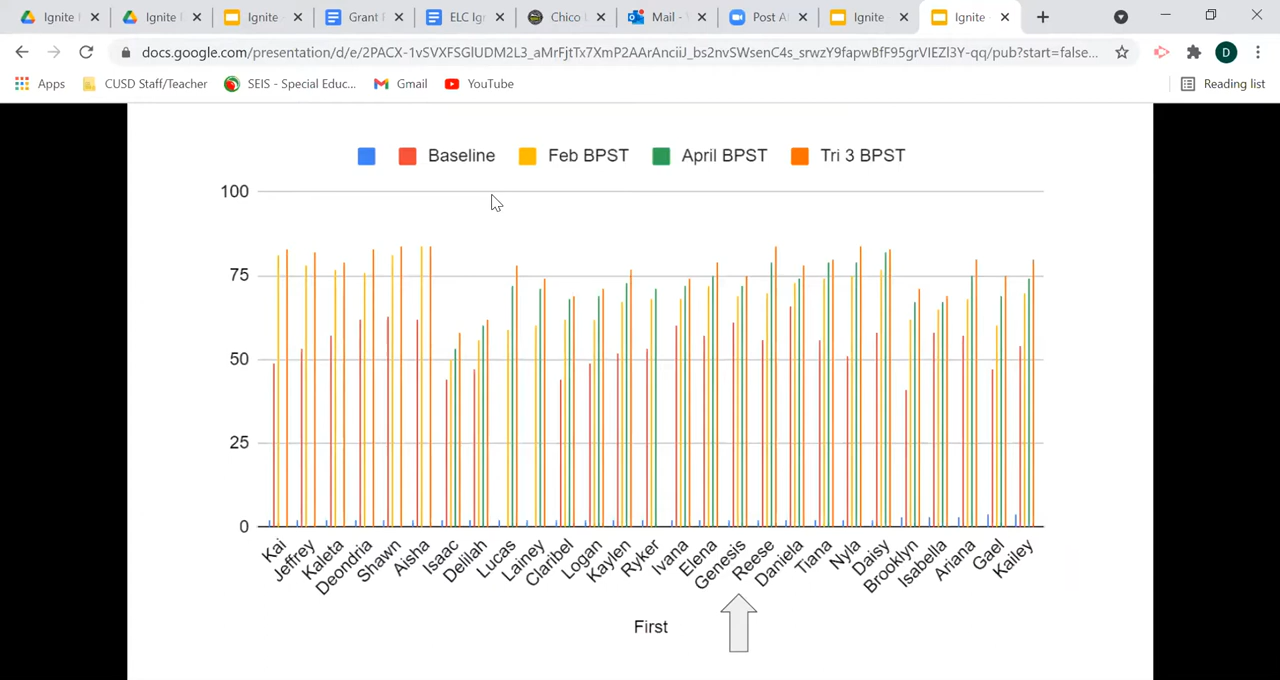 Ignite
Ignite
Ignite
Grant
ELC Ig
Chico
Mail -
Post A
Ignite
Ignite
docs.google.com/presentation/d/e/2PACX-1vSVXFSGlUDM2L3_aMrFjtTx7XmP2AArAnciiJ_bs2nvSWsenC4s_srwzY9fapwBfF95grVIEZl3Y-qq/pub?start=false...
D
Apps
CUSD Staff/Teacher
SEIS - Special Educ...
Gmail
YouTube
Reading list
Baseline
Feb BPST
April BPST
Tri 3 BPST
100
75
50
25
0
Kai
Jeffrey
Kaleta
Deondria
Shawn
Aisha
Isaac
Delilah
Lucas
Lainey
Claribel
Logan
Kaylen
Ryker
Ivana
Elena
Genesis
Reese
Daniela
Tiana
Nyla
Daisy
Brooklyn
Isabella
Ariana
Gael
Kailey
First